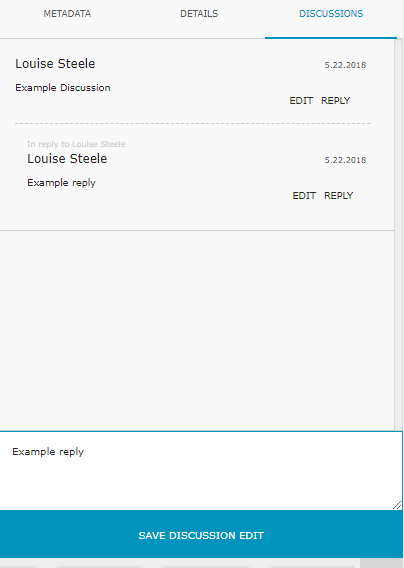 METADATA DETAILS DISCUSSIONS
Louise Steele 5.22.2018
Example Discussion
EDIT REPLY
In reply to Louise Steele
Louise Steele 5.22.2018
Example reply
EDIT REPLY
Example reply
SAVE DISCUSSION EDIT